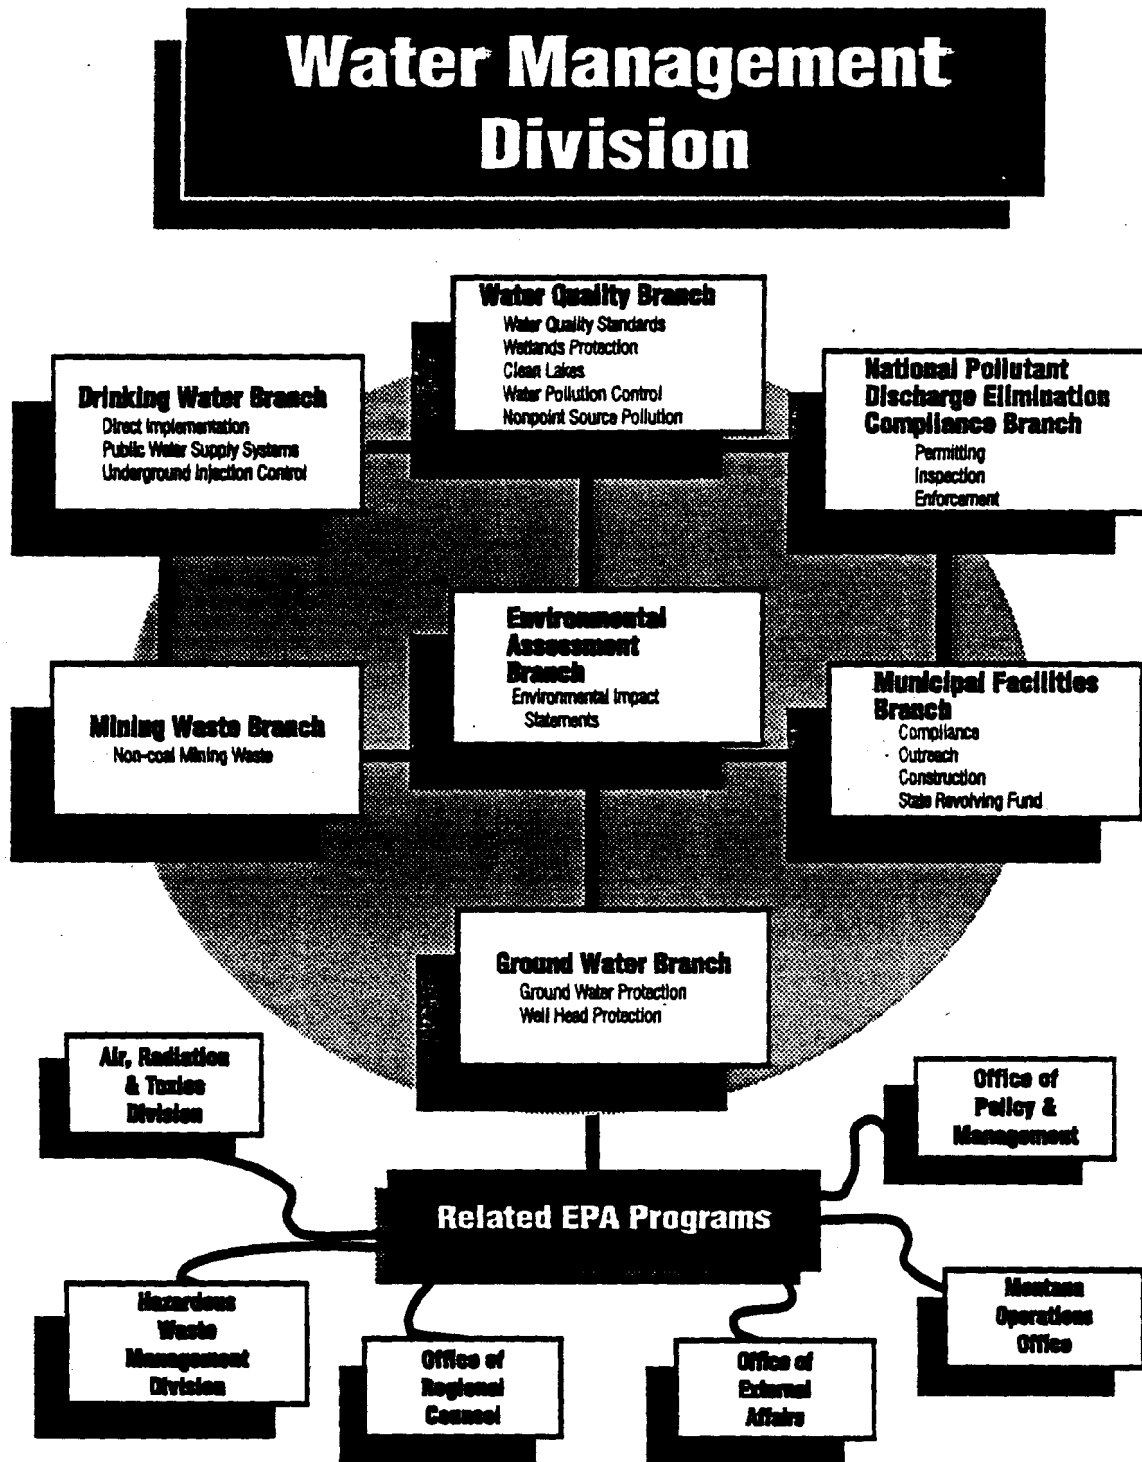 Water Management
Division
Water Quality Branch
Water Quality Standards
Wetlands Protection
Clean Lakes
Water Pollution Control
Nonpoint Source Pollution
Drinking Water Branch
Direct Implementation
Public Water Supply Systems
Underground Injection Control
National Pollutant
Discharge Elimination
Compliance Branch
Permitting
Inspection
Enforcement
Environmental
Assessment
Branch
Environmental Impact
Statements
Mining Waste Branch
Non-coal Mining Waste
Municipal Facilities
Branch
Compliance
Outreach
Construction
State Revolving Fund
Ground Water Branch
Ground Water Protection
Well Head Protection
Air, Radiation
& Toxics
Division
Office of
Policy &
Management
Related EPA Programs
Hazardous
Waste
Management
Division
Office of
Regional
Counsel
Office of
External
Affairs
Montana
Operations
Office